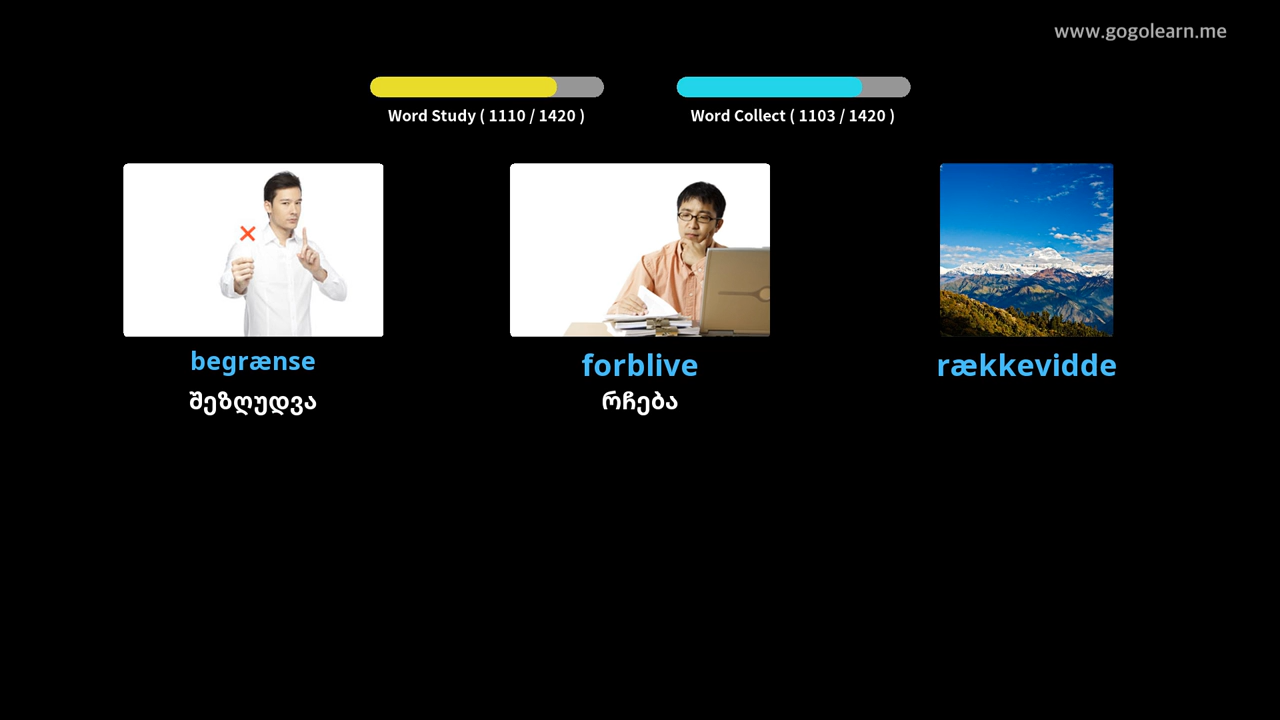 www.gogolearn.me
Word Study ( 1110 / 1420 )
Word Collect ( 1103 / 1420 )
begrænse
forblive
rækkevidde
შეზღუდვა
რჩება